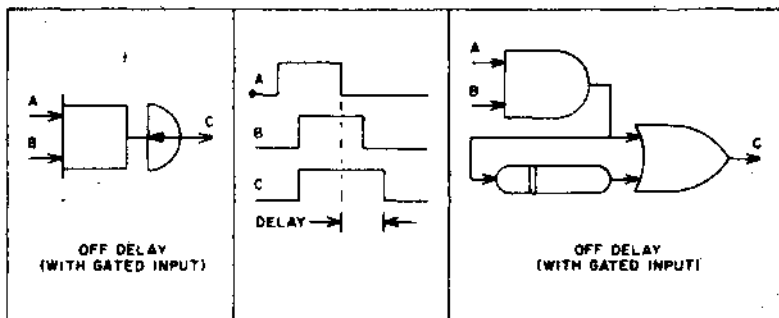 A
B
C
OFF DELAY
(WITH GATED INPUT)
A
B
C
DELAY
A
B
C
OFF DELAY
(WITH GATED INPUT)